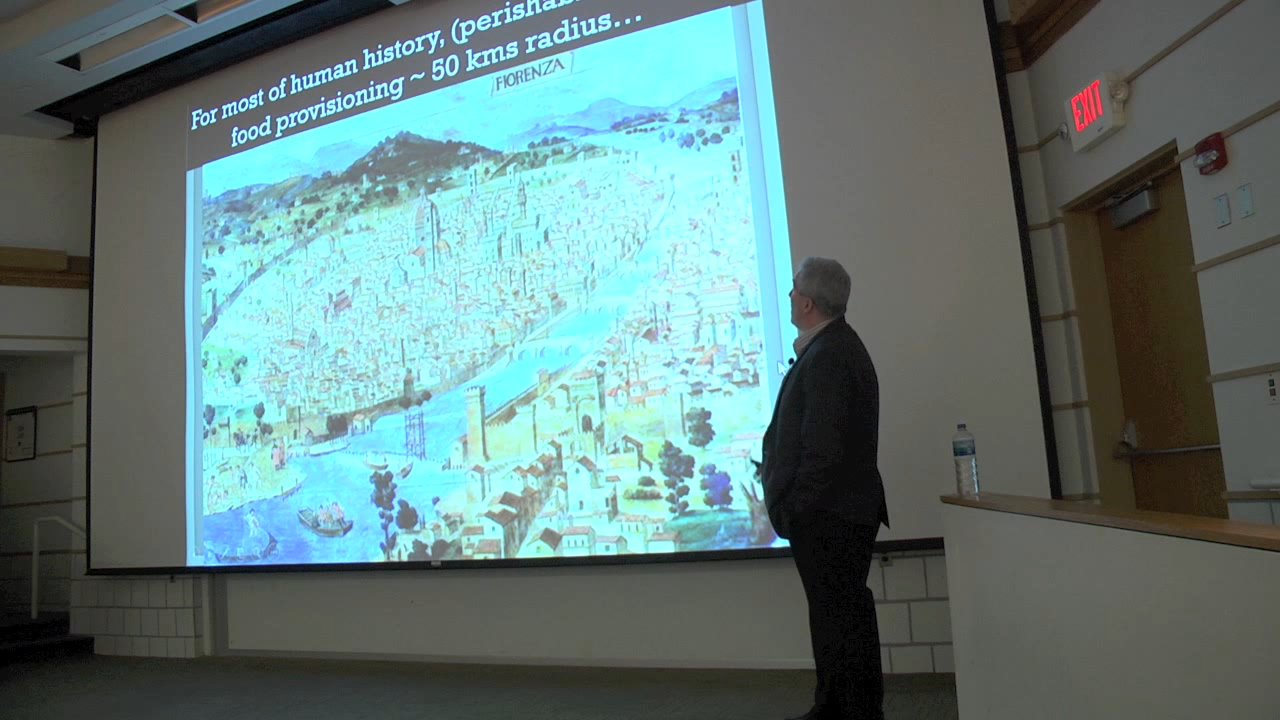 For most of human history, (perishab
food provisioning ~ 50 kms radius...
FIORENZA
EXIT